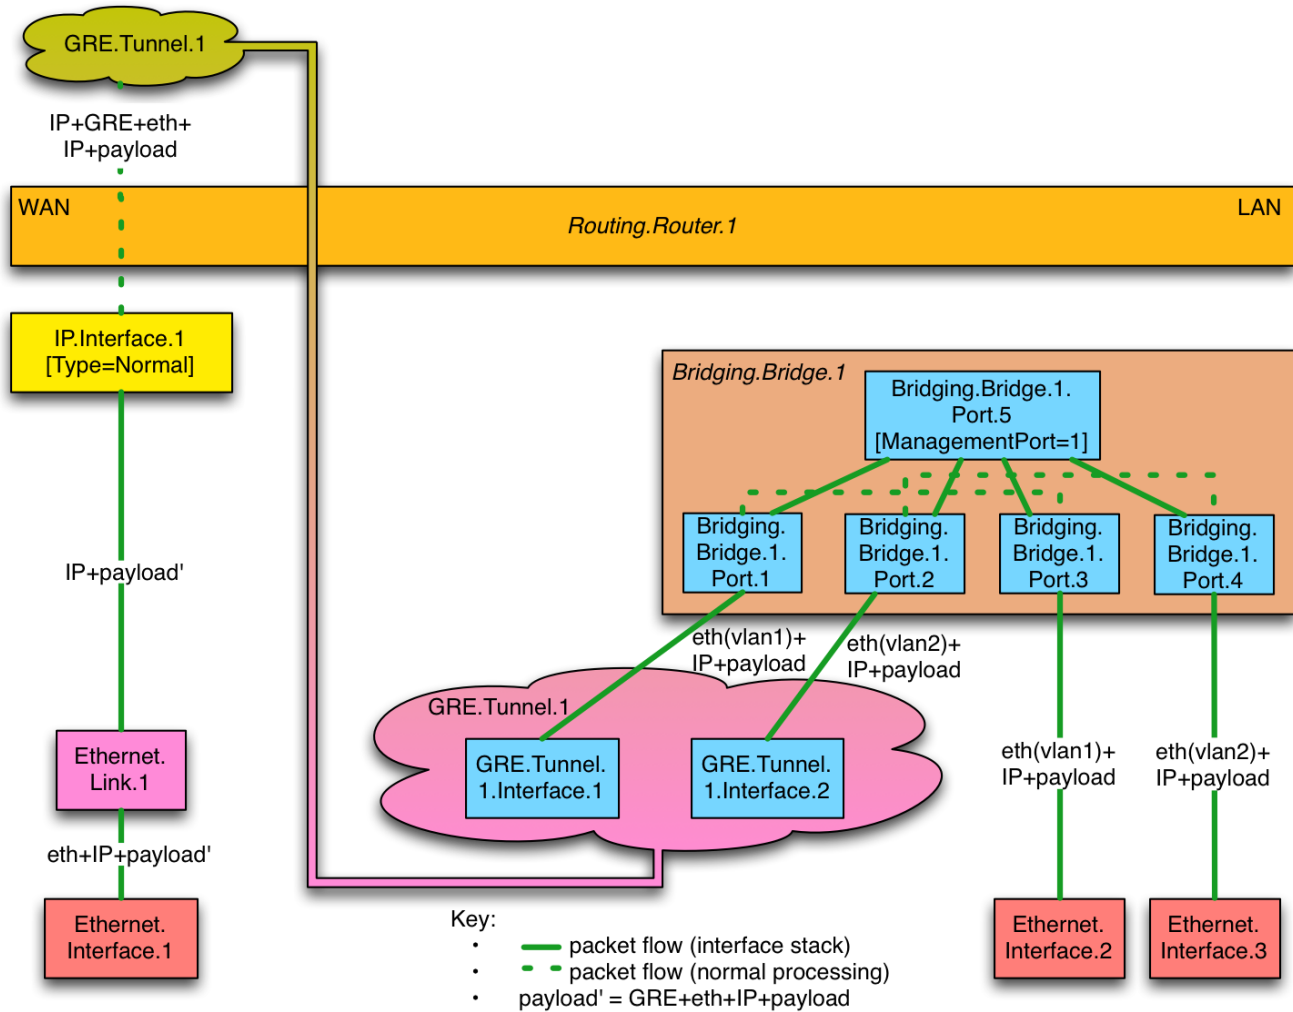 GRE.Tunnel.1
IP+GRE+eth+
IP+payload
WAN
Routing.Router.1
LAN
IP.Interface.1
[Type=Normal]
Bridging.Bridge.1
Bridging.Bridge.1.
Port.5
[ManagementPort=1]
Bridging.
Bridge.1.
Port.1
Bridging.
Bridge.1.
Port.2
Bridging.
Bridge.1.
Port.3
Bridging.
Bridge.1.
Port.4
IP+payload'
eth(vlan1)+
IP+payload
eth(vlan2)+
IP+payload
GRE.Tunnel.1
GRE.Tunnel.
1.Interface.1
GRE.Tunnel.
1.Interface.2
Ethernet.
Link.1
eth(vlan1)+
IP+payload
eth(vlan2)+
IP+payload
eth+IP+payload'
Ethernet.
Interface.1
Ethernet.
Interface.2
Ethernet.
Interface.3
Key:
• packet flow (interface stack)
• packet flow (normal processing)
• payload' = GRE+eth+IP+payload